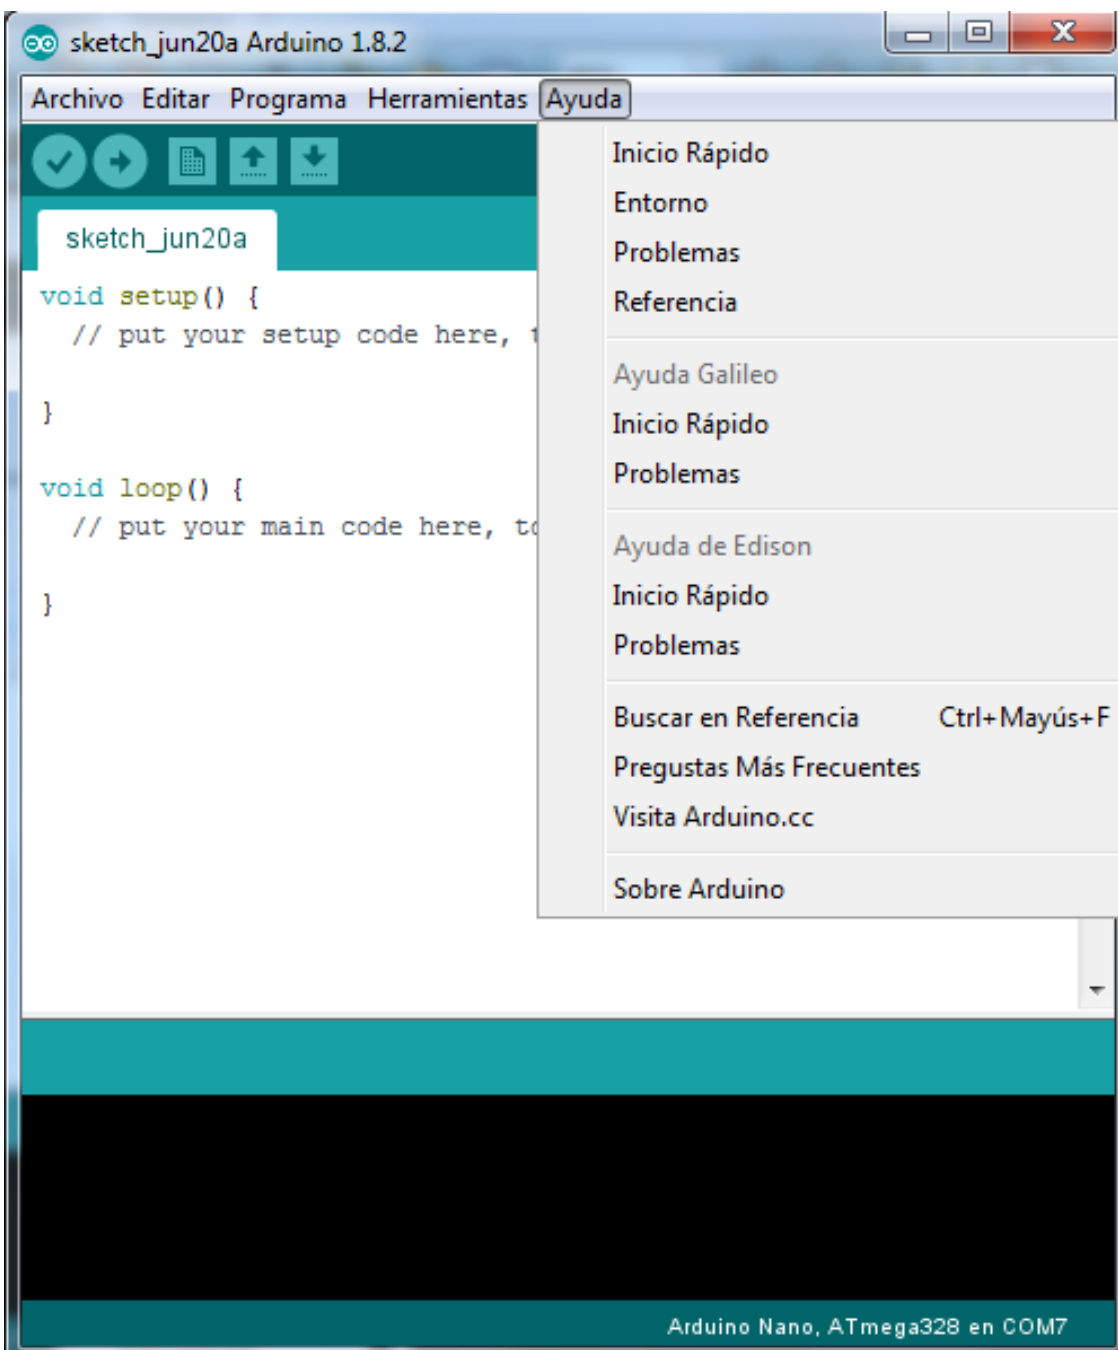 sketch_jun20a Arduino 1.8.2
Archivo Editar Programa Herramientas Ayuda
Inicio Rápido
Entorno
Problemas
Referencia
Ayuda Galileo
Inicio Rápido
Problemas
Ayuda de Edison
Inicio Rápido
Problemas
Buscar en Referencia Ctrl+Mayús+F
Pregustas Más Frecuentes
Visita Arduino.cc
Sobre Arduino
sketch_jun20a
void setup() {
// put your setup code here,
}
void loop() {
// put your main code here,
}
Arduino Nano, ATmega328 en COM7